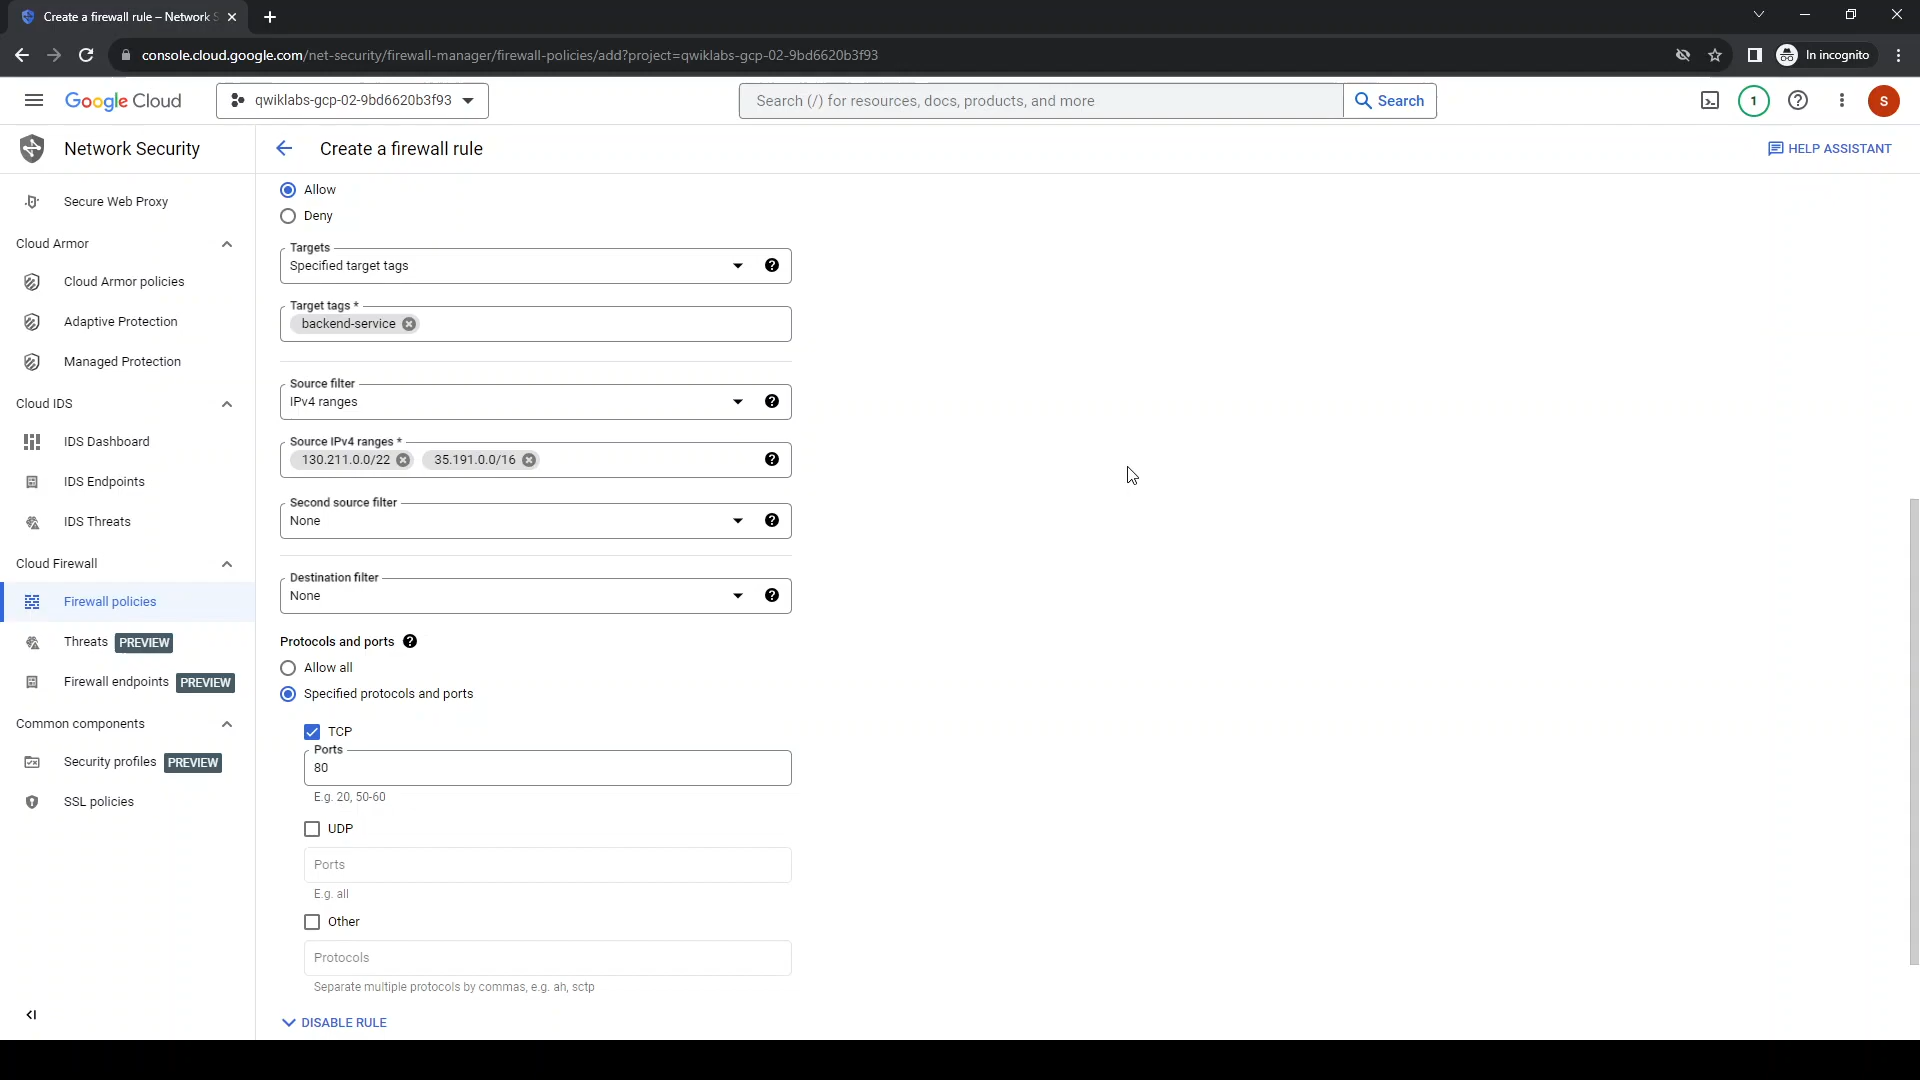 Create a firewall rule – Network S
console.cloud.google.com/net-security/firewall-manager/firewall-policies/add?project=qwiklabs-gcp-02-9bd6620b3f93
In incognito
Google Cloud
qwiklabs-gcp-02-9bd6620b3f93
Search (/) for resources, docs, products, and more
Search
1
S
Network Security
Create a firewall rule
HELP ASSISTANT
Secure Web Proxy
Cloud Armor
Cloud Armor policies
Adaptive Protection
Managed Protection
Cloud IDS
IDS Dashboard
IDS Endpoints
IDS Threats
Cloud Firewall
Firewall policies
Threats PREVIEW
Firewall endpoints PREVIEW
Common components
Security profiles PREVIEW
SSL policies
Allow
Deny
Targets
Specified target tags
Target tags *
backend-service
Source filter
IPv4 ranges
Source IPv4 ranges *
130.211.0.0/22 35.191.0.0/16
Second source filter
None
Destination filter
None
Protocols and ports
Allow all
Specified protocols and ports
TCP
Ports
80
E.g. 20, 50-60
UDP
Ports
E.g. all
Other
Protocols
Separate multiple protocols by commas, e.g. ah, sctp
DISABLE RULE